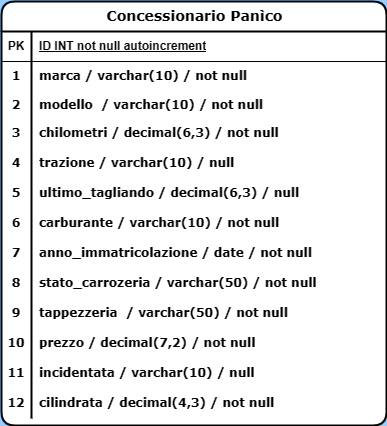 Concessionario Panìco
PK ID INT not null autoincrement
1 marca / varchar(10) / not null
2 modello / varchar(10) / not null
3 chilometri / decimal(6,3) / not null
4 trazione / varchar(10) / null
5 ultimo_tagliando / decimal(6,3) / null
6 carburante / varchar(10) / not null
7 anno_immatricolazione / date / not null
8 stato_carrozeria / varchar(50) / not null
9 tappezzeria / varchar(50) / not null
10 prezzo / decimal(7,2) / not null
11 incidentata / varchar(10) / null
12 cilindrata / decimal(4,3) / not null